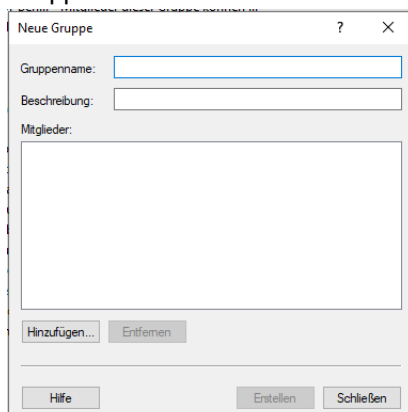 Neue Gruppe ? ×
Gruppenname:
Beschreibung:
Mitglieder:
Hinzufügen... Entfernen
Hilfe Erstellen Schließen